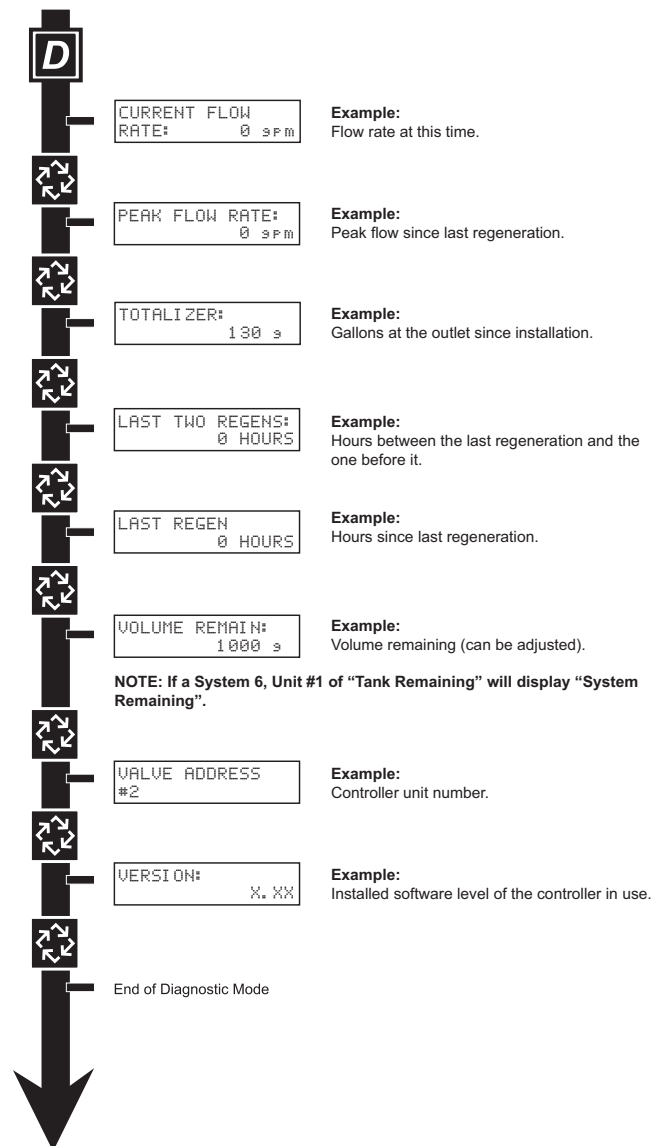 D
CURRENT FLOW
RATE: 0 gpm
Example:
Flow rate at this time.
PEAK FLOW RATE:
0 gpm
Example:
Peak flow since last regeneration.
TOTALIZER:
130 g
Example:
Gallons at the outlet since installation.
LAST TWO REGENS:
0 HOURS
Example:
Hours between the last regeneration and the
one before it.
LAST REGEN
0 HOURS
Example:
Hours since last regeneration.
VOLUME REMAIN:
1000 g
Example:
Volume remaining (can be adjusted).
NOTE: If a System 6, Unit #1 of “Tank Remaining” will display “System
Remaining”.
VALVE ADDRESS
#2
Example:
Controller unit number.
VERSION:
X.XX
Example:
Installed software level of the controller in use.
End of Diagnostic Mode